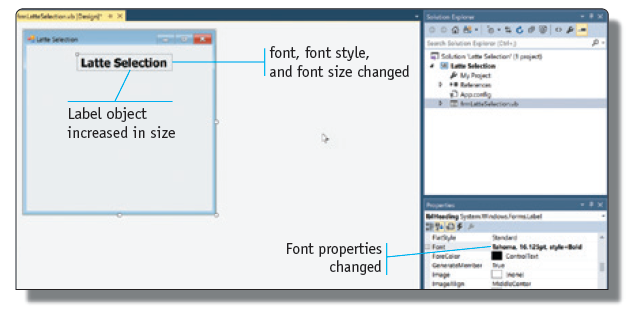 frmLatteSelection.vb [Design]*
Latte Selection
Latte Selection
font, font style,
and font size changed
Label object
increased in size
Font properties
changed
Solution Explorer
Search Solution Explorer (Ctrl+;)
Solution 'Latte Selection' (1 project)
Latte Selection
My Project
References
App.config
frmLatteSelection.vb
Properties
lblHeading System.Windows.Forms.Label
FlatStyle Standard
Font Tahoma, 16.125pt, style=Bold
ForeColor ControlText
GenerateMember True
Image (none)
ImageAlign MiddleCenter